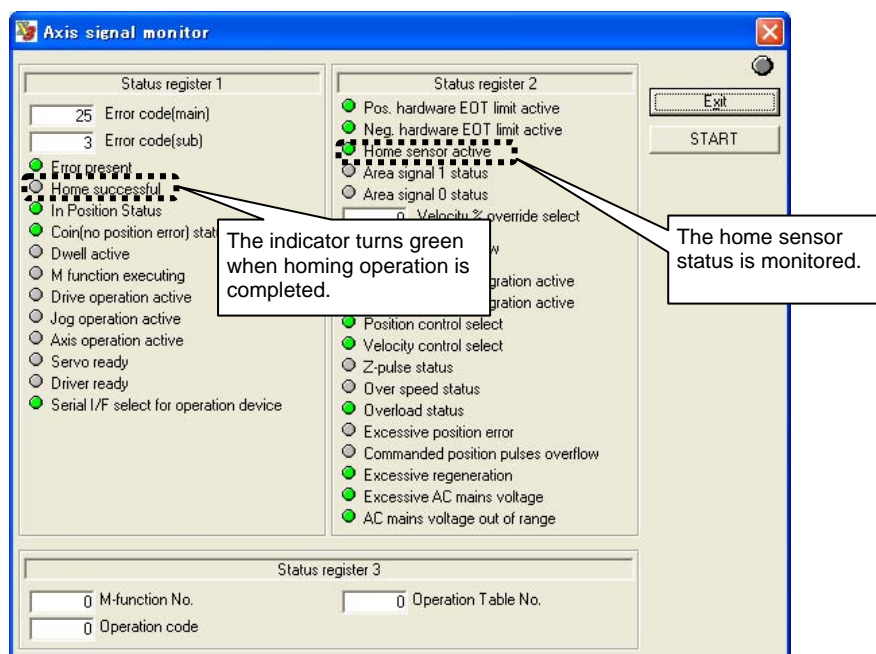 Axis signal monitor
Status register 1
25 Error code(main)
3 Error code(sub)
Error present
Home successful
In Position Status
Coin(no position error) stat
Dwell active
M function executing
Drive operation active
Jog operation active
Axis operation active
Servo ready
Driver ready
Serial I/F select for operation device
The indicator turns green
when homing operation is
completed.
Status register 2
Pos. hardware EOT limit active
Neg. hardware EOT limit active
Home sensor active
Area signal 1 status
Area signal 0 status
0 Velocity % override select
w
gration active
gration active
Position control select
Velocity control select
Z-pulse status
Over speed status
Overload status
Excessive position error
Commanded position pulses overflow
Excessive regeneration
Excessive AC mains voltage
AC mains voltage out of range
Exit
START
The home sensor
status is monitored.
Status register 3
0 M-function No.
0 Operation Table No.
0 Operation code